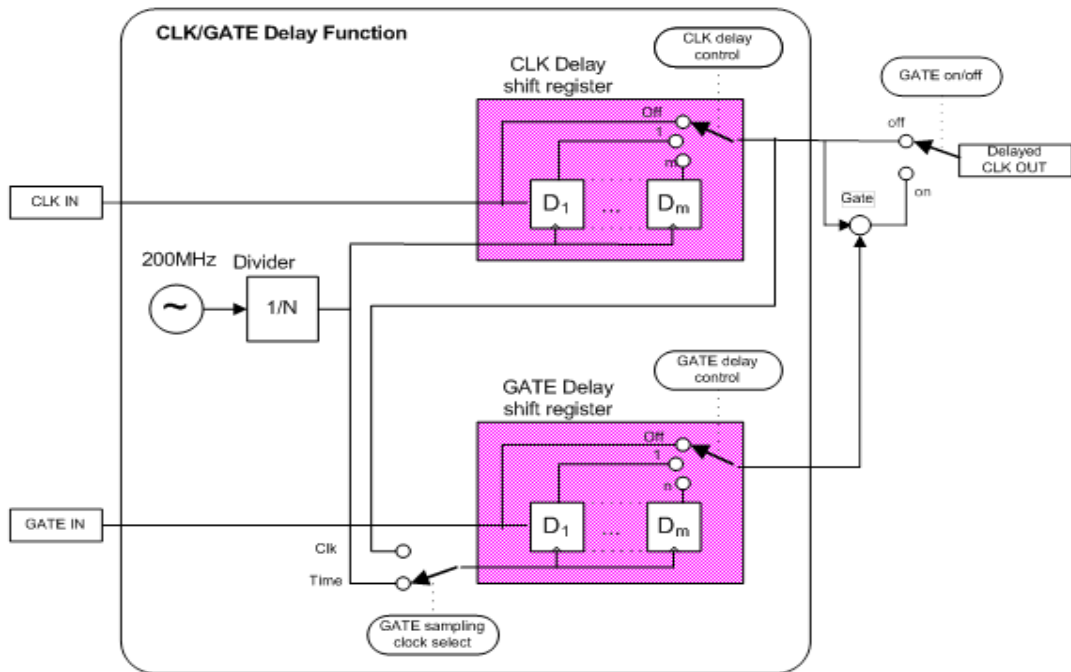 CLK/GATE Delay Function
CLK delay
control
CLK Delay
shift register
GATE on/off
Off
1
m
off
Delayed
CLK OUT
on
Gate
CLK IN
D1
...
Dm
200MHz
Divider
~
1/N
GATE delay
control
GATE Delay
shift register
Off
1
n
GATE IN
D1
...
Dm
Clk
Time
GATE sampling
clock select